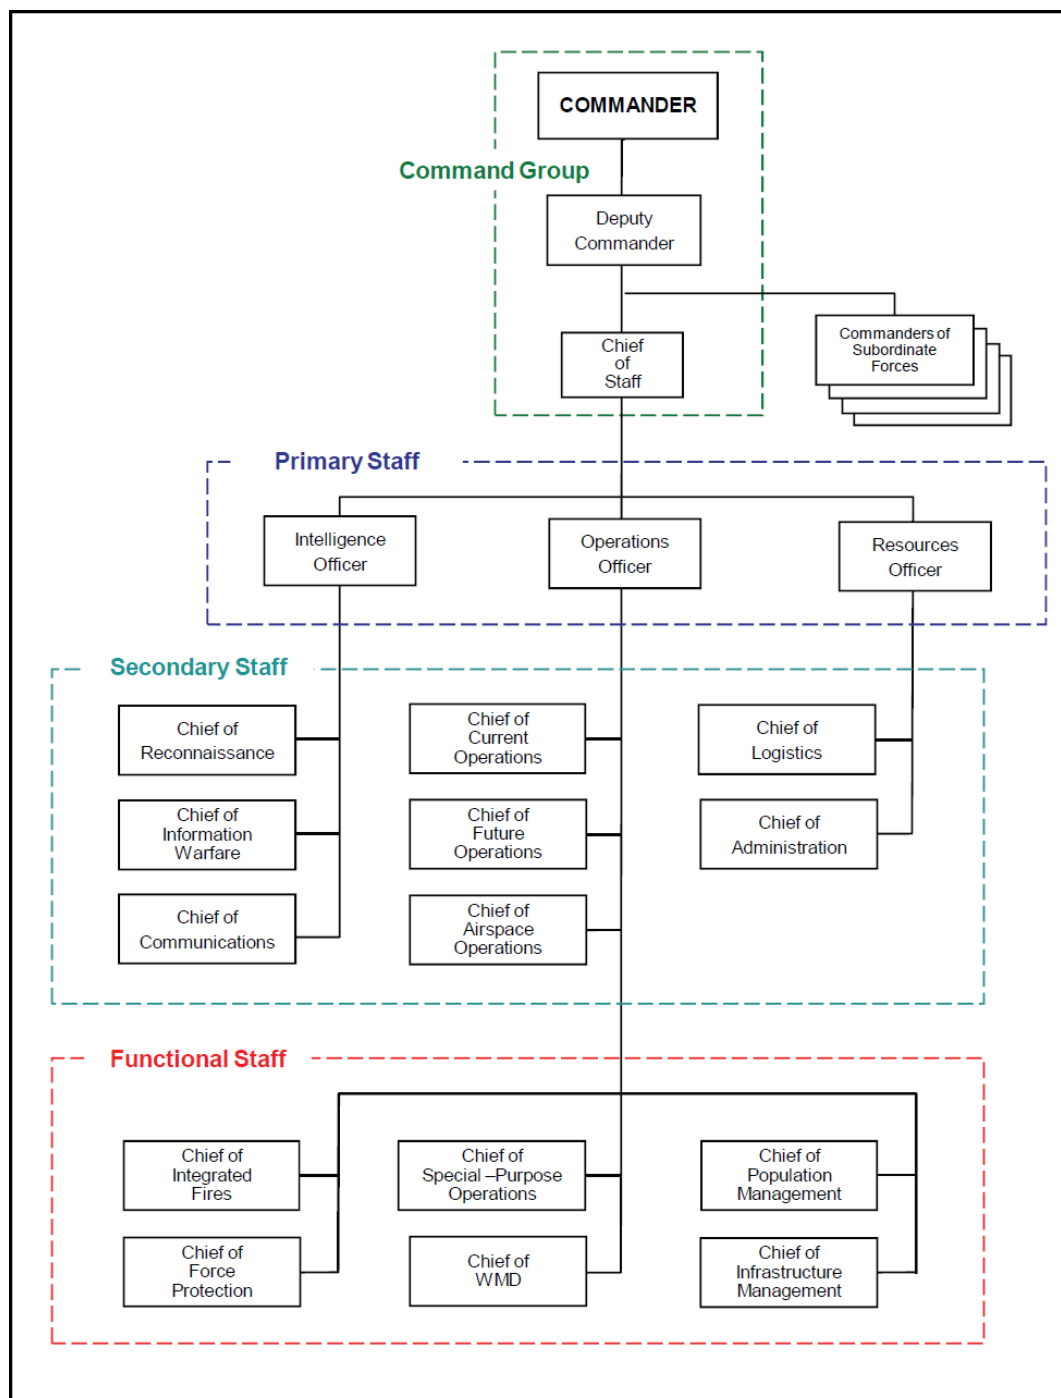 COMMANDER
Command Group
Deputy
Commander
Chief
of
Staff
Commanders of
Subordinate
Forces
Primary Staff
Intelligence
Officer
Operations
Officer
Resources
Officer
Secondary Staff
Chief of
Reconnaissance
Chief of
Current
Operations
Chief of
Logistics
Chief of
Information
Warfare
Chief of
Future
Operations
Chief of
Administration
Chief of
Communications
Chief of
Airspace
Operations
Functional Staff
Chief of
Integrated
Fires
Chief of
Special –Purpose
Operations
Chief of
Population
Management
Chief of
Force
Protection
Chief of
WMD
Chief of
Infrastructure
Management